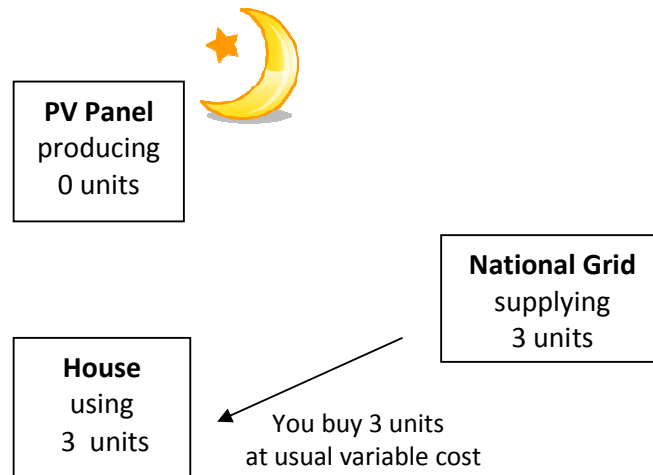 PV Panel
producing
0 units
National Grid
supplying
3 units
House
using
3 units
You buy 3 units
at usual variable cost